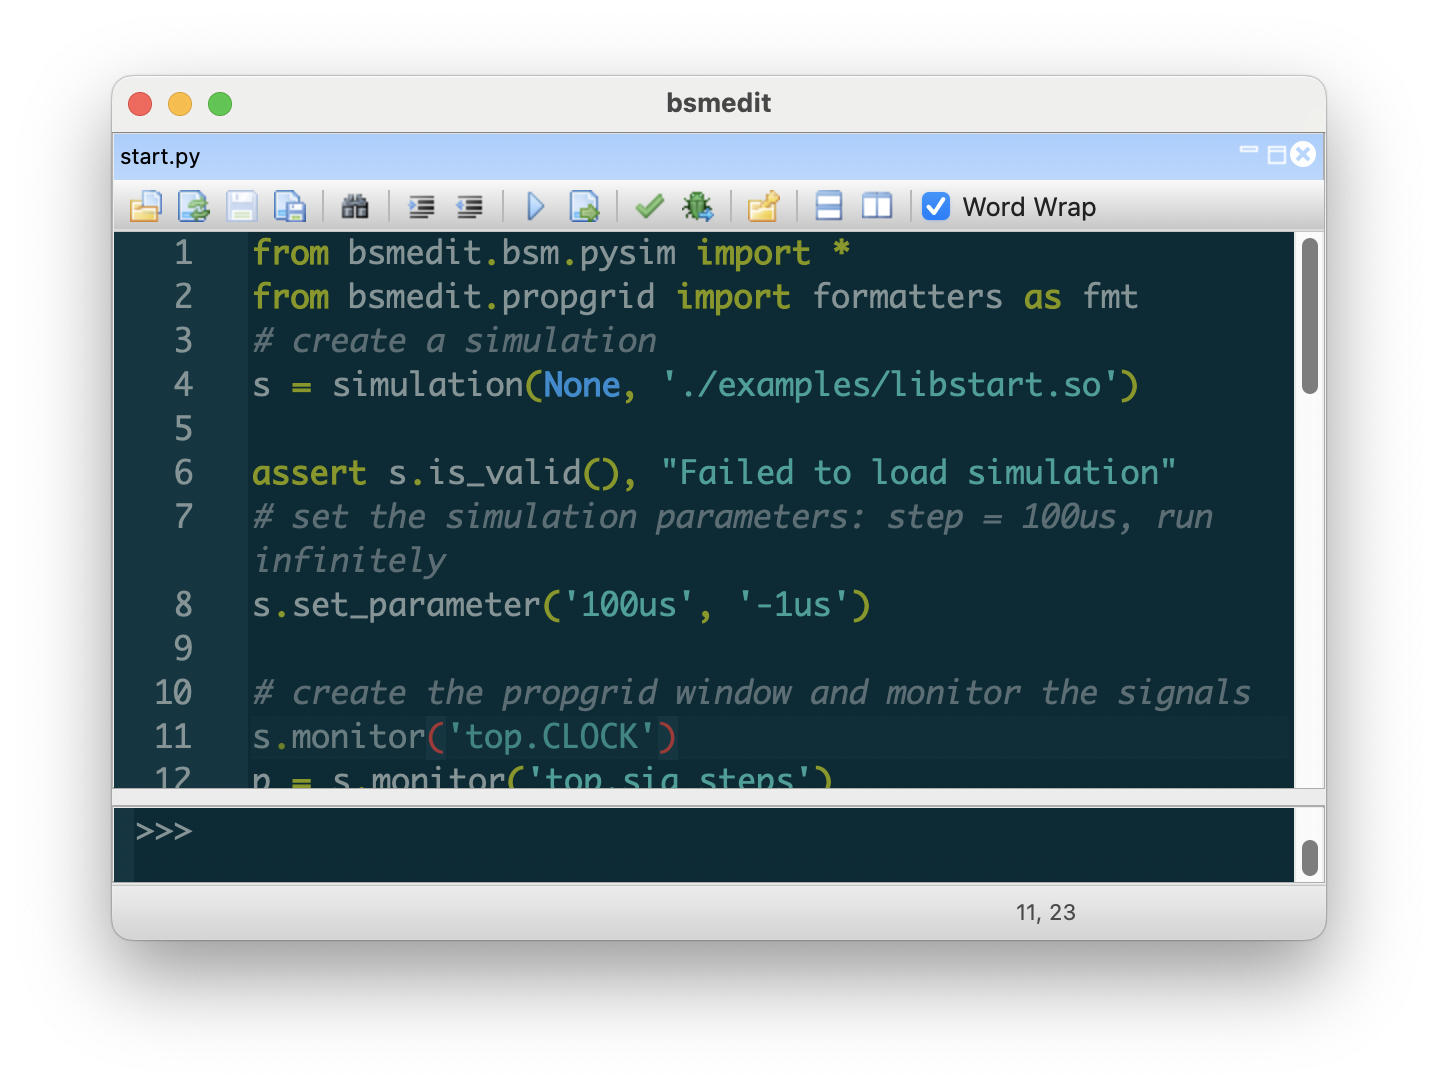 bsmedit
start.py
Word Wrap
1 from bsmedit.bsm.pysim import *
2 from bsmedit.propgrid import formatters as fmt
3 # create a simulation
4 s = simulation(None, './examples/libstart.so')
5
6 assert s.is_valid(), "Failed to load simulation"
7 # set the simulation parameters: step = 100us, run
infinitely
8 s.set_parameter('100us', '-1us')
9
10 # create the propgrid window and monitor the signals
11 s.monitor('top.CLOCK')
12 p = s.monitor('top.sig_steps')
>>>
11, 23